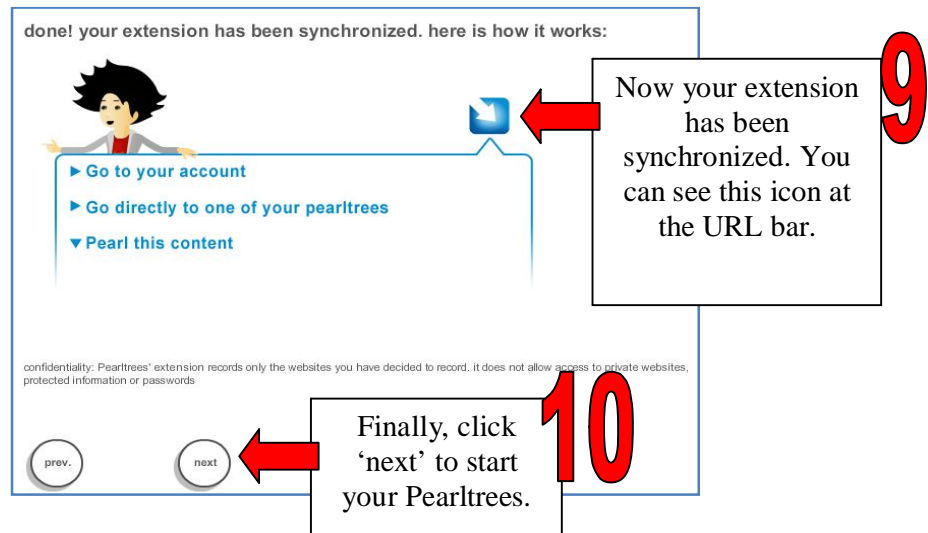 done! your extension has been synchronized. here is how it works:
9
Now your extension
has been
synchronized. You
can see this icon at
the URL bar.
Go to your account
Go directly to one of your pearltrees
Pearl this content
confidentiality: Pearltrees' extension records only the websites you have decided to record. it does not allow access to private websites,
protected information or passwords
10
Finally, click
‘next’ to start
your Pearltrees.
prev.
next